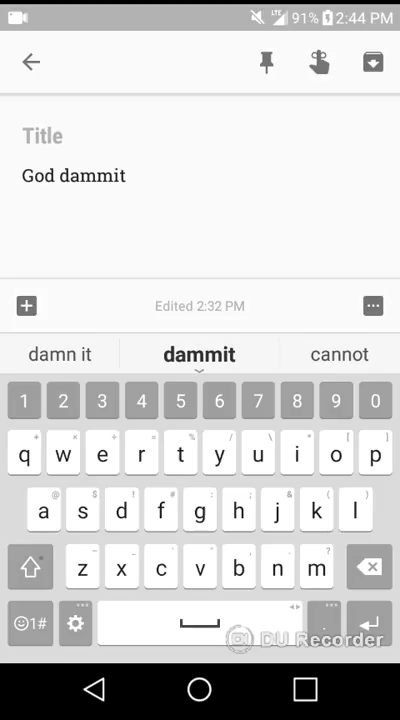 LTE 91% 2:44 PM
Title
God dammit
Edited 2:32 PM
damn it dammit cannot
1 2 3 4 5 6 7 8 9 0
+ × ÷ = % / \ * [ ]
q w e r t y u i o p
@ $ ! # : ; & ( )
a s d f g h j k l
- _ ' " ?
z x c v b n m
☺1# .
DU Recorder